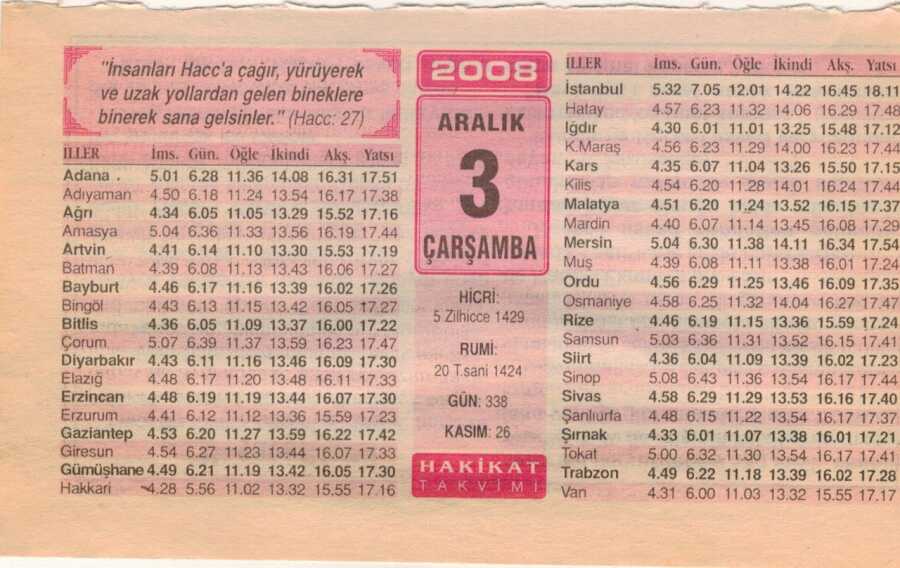 "İnsanları Hacc'a çağır, yürüyerek
ve uzak yollardan gelen bineklere
binerek sana gelsinler." (Hacc: 27)
İLLER İms. Gün. Öğle İkindi Akş. Yatsı
Adana 5.01 6.28 11.36 14.08 16.31 17.51
Adıyaman 4.50 6.18 11.24 13.54 16.17 17.38
Ağrı 4.34 6.05 11.05 13.29 15.52 17.16
Amasya 5.04 6.36 11.33 13.56 16.19 17.44
Artvin 4.41 6.14 11.10 13.30 15.53 17.19
Batman 4.39 6.08 11.13 13.43 16.06 17.27
Bayburt 4.46 6.17 11.16 13.39 16.02 17.26
Bingöl 4.43 6.13 11.15 13.42 16.05 17.27
Bitlis 4.36 6.05 11.09 13.37 16.00 17.22
Çorum 5.07 6.39 11.37 13.59 16.23 17.47
Diyarbakır 4.43 6.11 11.16 13.46 16.09 17.30
Elazığ 4.48 6.17 11.20 13.48 16.11 17.33
Erzincan 4.48 6.19 11.19 13.44 16.07 17.30
Erzurum 4.41 6.12 11.12 13.36 15.59 17.23
Gaziantep 4.53 6.20 11.27 13.59 16.22 17.42
Giresun 4.54 6.27 11.23 13.44 16.07 17.33
Gümüşhane 4.49 6.21 11.19 13.42 16.05 17.30
Hakkari 4.28 5.56 11.02 13.32 15.55 17.16
2008
ARALIK
3
ÇARŞAMBA
HİCRİ:
5 Zilhicce 1429
RUMİ:
20 T.sani 1424
GÜN: 338
KASIM: 26
HAKİKAT
TAKVİMİ
İLLER İms. Gün. Öğle İkindi Akş. Yatsı
İstanbul 5.32 7.05 12.01 14.22 16.45 18.11
Hatay 4.57 6.23 11.32 14.06 16.29 17.48
Iğdır 4.30 6.01 11.01 13.25 15.48 17.12
K.Maraş 4.56 6.23 11.29 14.00 16.23 17.44
Kars 4.35 6.07 11.04 13.26 15.50 17.15
Kilis 4.54 6.20 11.28 14.01 16.24 17.44
Malatya 4.51 6.20 11.24 13.52 16.15 17.37
Mardin 4.40 6.07 11.14 13.45 16.08 17.29
Mersin 5.04 6.30 11.38 14.11 16.34 17.54
Muş 4.39 6.08 11.11 13.38 16.01 17.24
Ordu 4.56 6.29 11.25 13.46 16.09 17.35
Osmaniye 4.58 6.25 11.32 14.04 16.27 17.47
Rize 4.46 6.19 11.15 13.36 15.59 17.24
Samsun 5.03 6.36 11.31 13.52 16.15 17.41
Siirt 4.36 6.04 11.09 13.39 16.02 17.23
Sinop 5.08 6.43 11.36 13.54 16.17 17.44
Sivas 4.58 6.29 11.29 13.53 16.16 17.40
Şanlıurfa 4.48 6.15 11.22 13.54 16.17 17.37
Şırnak 4.33 6.01 11.07 13.38 16.01 17.21
Tokat 5.00 6.32 11.30 13.54 16.17 17.41
Trabzon 4.49 6.22 11.18 13.39 16.02 17.28
Van 4.31 6.00 11.03 13.32 15.55 17.17